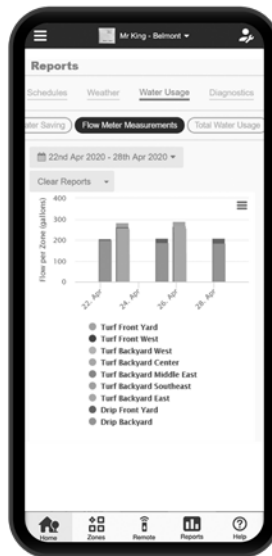 Mr King - Belmont
Reports
Schedules Weather Water Usage Diagnostics
ter Saving Flow Meter Measurements Total Water Usage
22nd Apr 2020 - 28th Apr 2020
Clear Reports
Flow per Zone (gallons)
400
300
200
100
0
22. Apr 24. Apr 26. Apr 28. Apr
Turf Front Yard
Turf Front West
Turf Backyard West
Turf Backyard Center
Turf Backyard Middle East
Turf Backyard Southeast
Turf Backyard East
Drip Front Yard
Drip Backyard
Home Zones Remote Reports Help